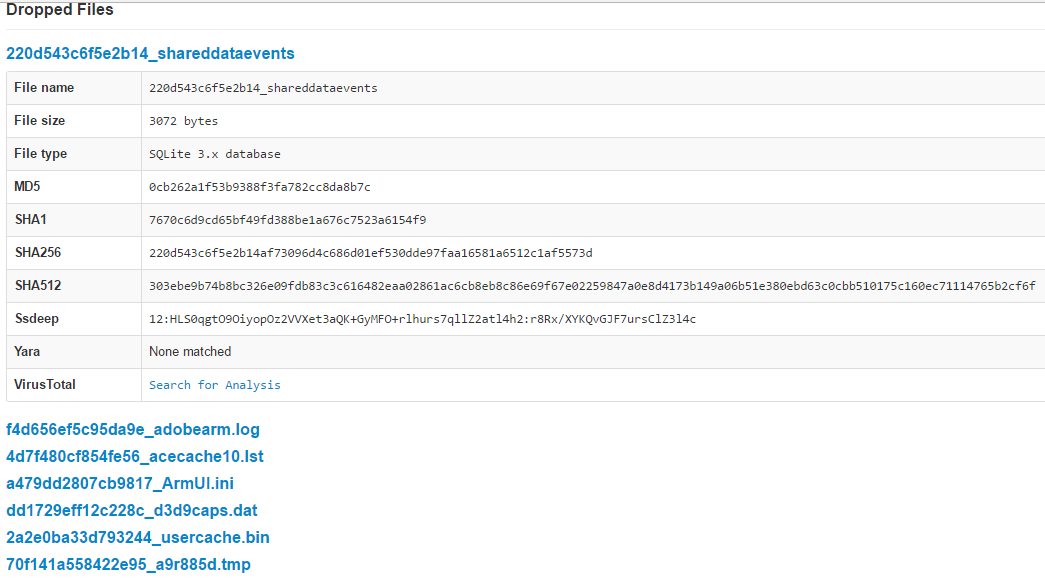 Dropped Files
220d543c6f5e2b14_shareddataevents
File name 220d543c6f5e2b14_shareddataevents
File size 3072 bytes
File type SQLite 3.x database
MD5 0cb262a1f53b9388f3fa782cc8da8b7c
SHA1 7670c6d9cd65bf49fd388be1a676c7523a6154f9
SHA256 220d543c6f5e2b14af73096d4c686d01ef530dde97faa16581a6512c1af5573d
SHA512 303ebe9b74b8bc326e09fdb83c3c616482eaa02861ac6cb8eb8c86e69f67e02259847a0e8d4173b149a06b51e380ebd63c0cbb510175c160ec71114765b2cf6f
Ssdeep 12:HLS0qgtO9OiyopOz2VVXet3aQK+GyMFO+rlhurs7qllZ2atl4h2:r8Rx/XYKQvGJF7ursClZ3l4c
Yara None matched
VirusTotal Search for Analysis
f4d656ef5c95da9e_adobearm.log
4d7f480cf854fe56_acecache10.lst
a479dd2807cb9817_ArmUI.ini
dd1729eff12c228c_d3d9caps.dat
2a2e0ba33d793244_usercache.bin
70f141a558422e95_a9r885d.tmp